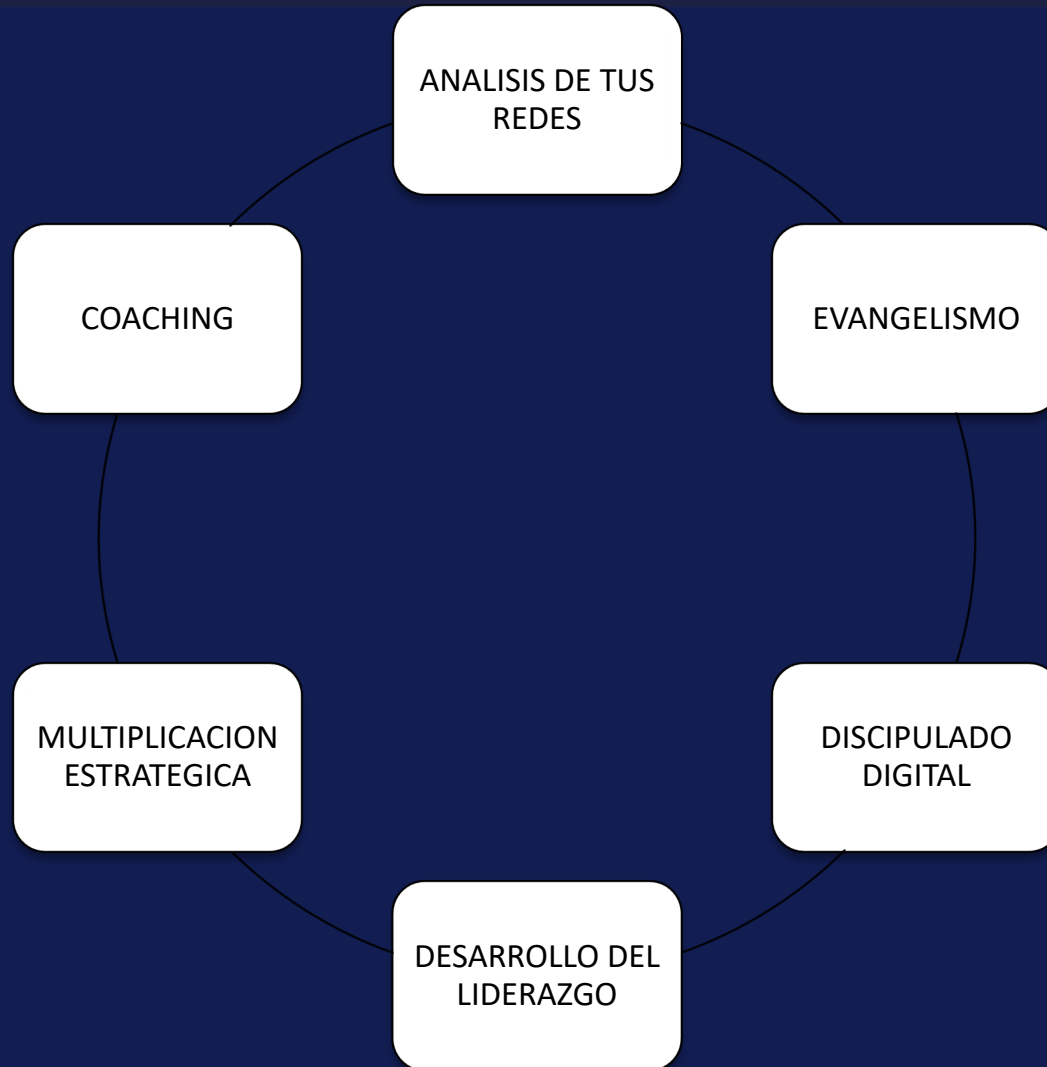 ANALISIS DE TUS
REDES
EVANGELISMO
DISCIPULADO
DIGITAL
DESARROLLO DEL
LIDERAZGO
MULTIPLICACION
ESTRATEGICA
COACHING